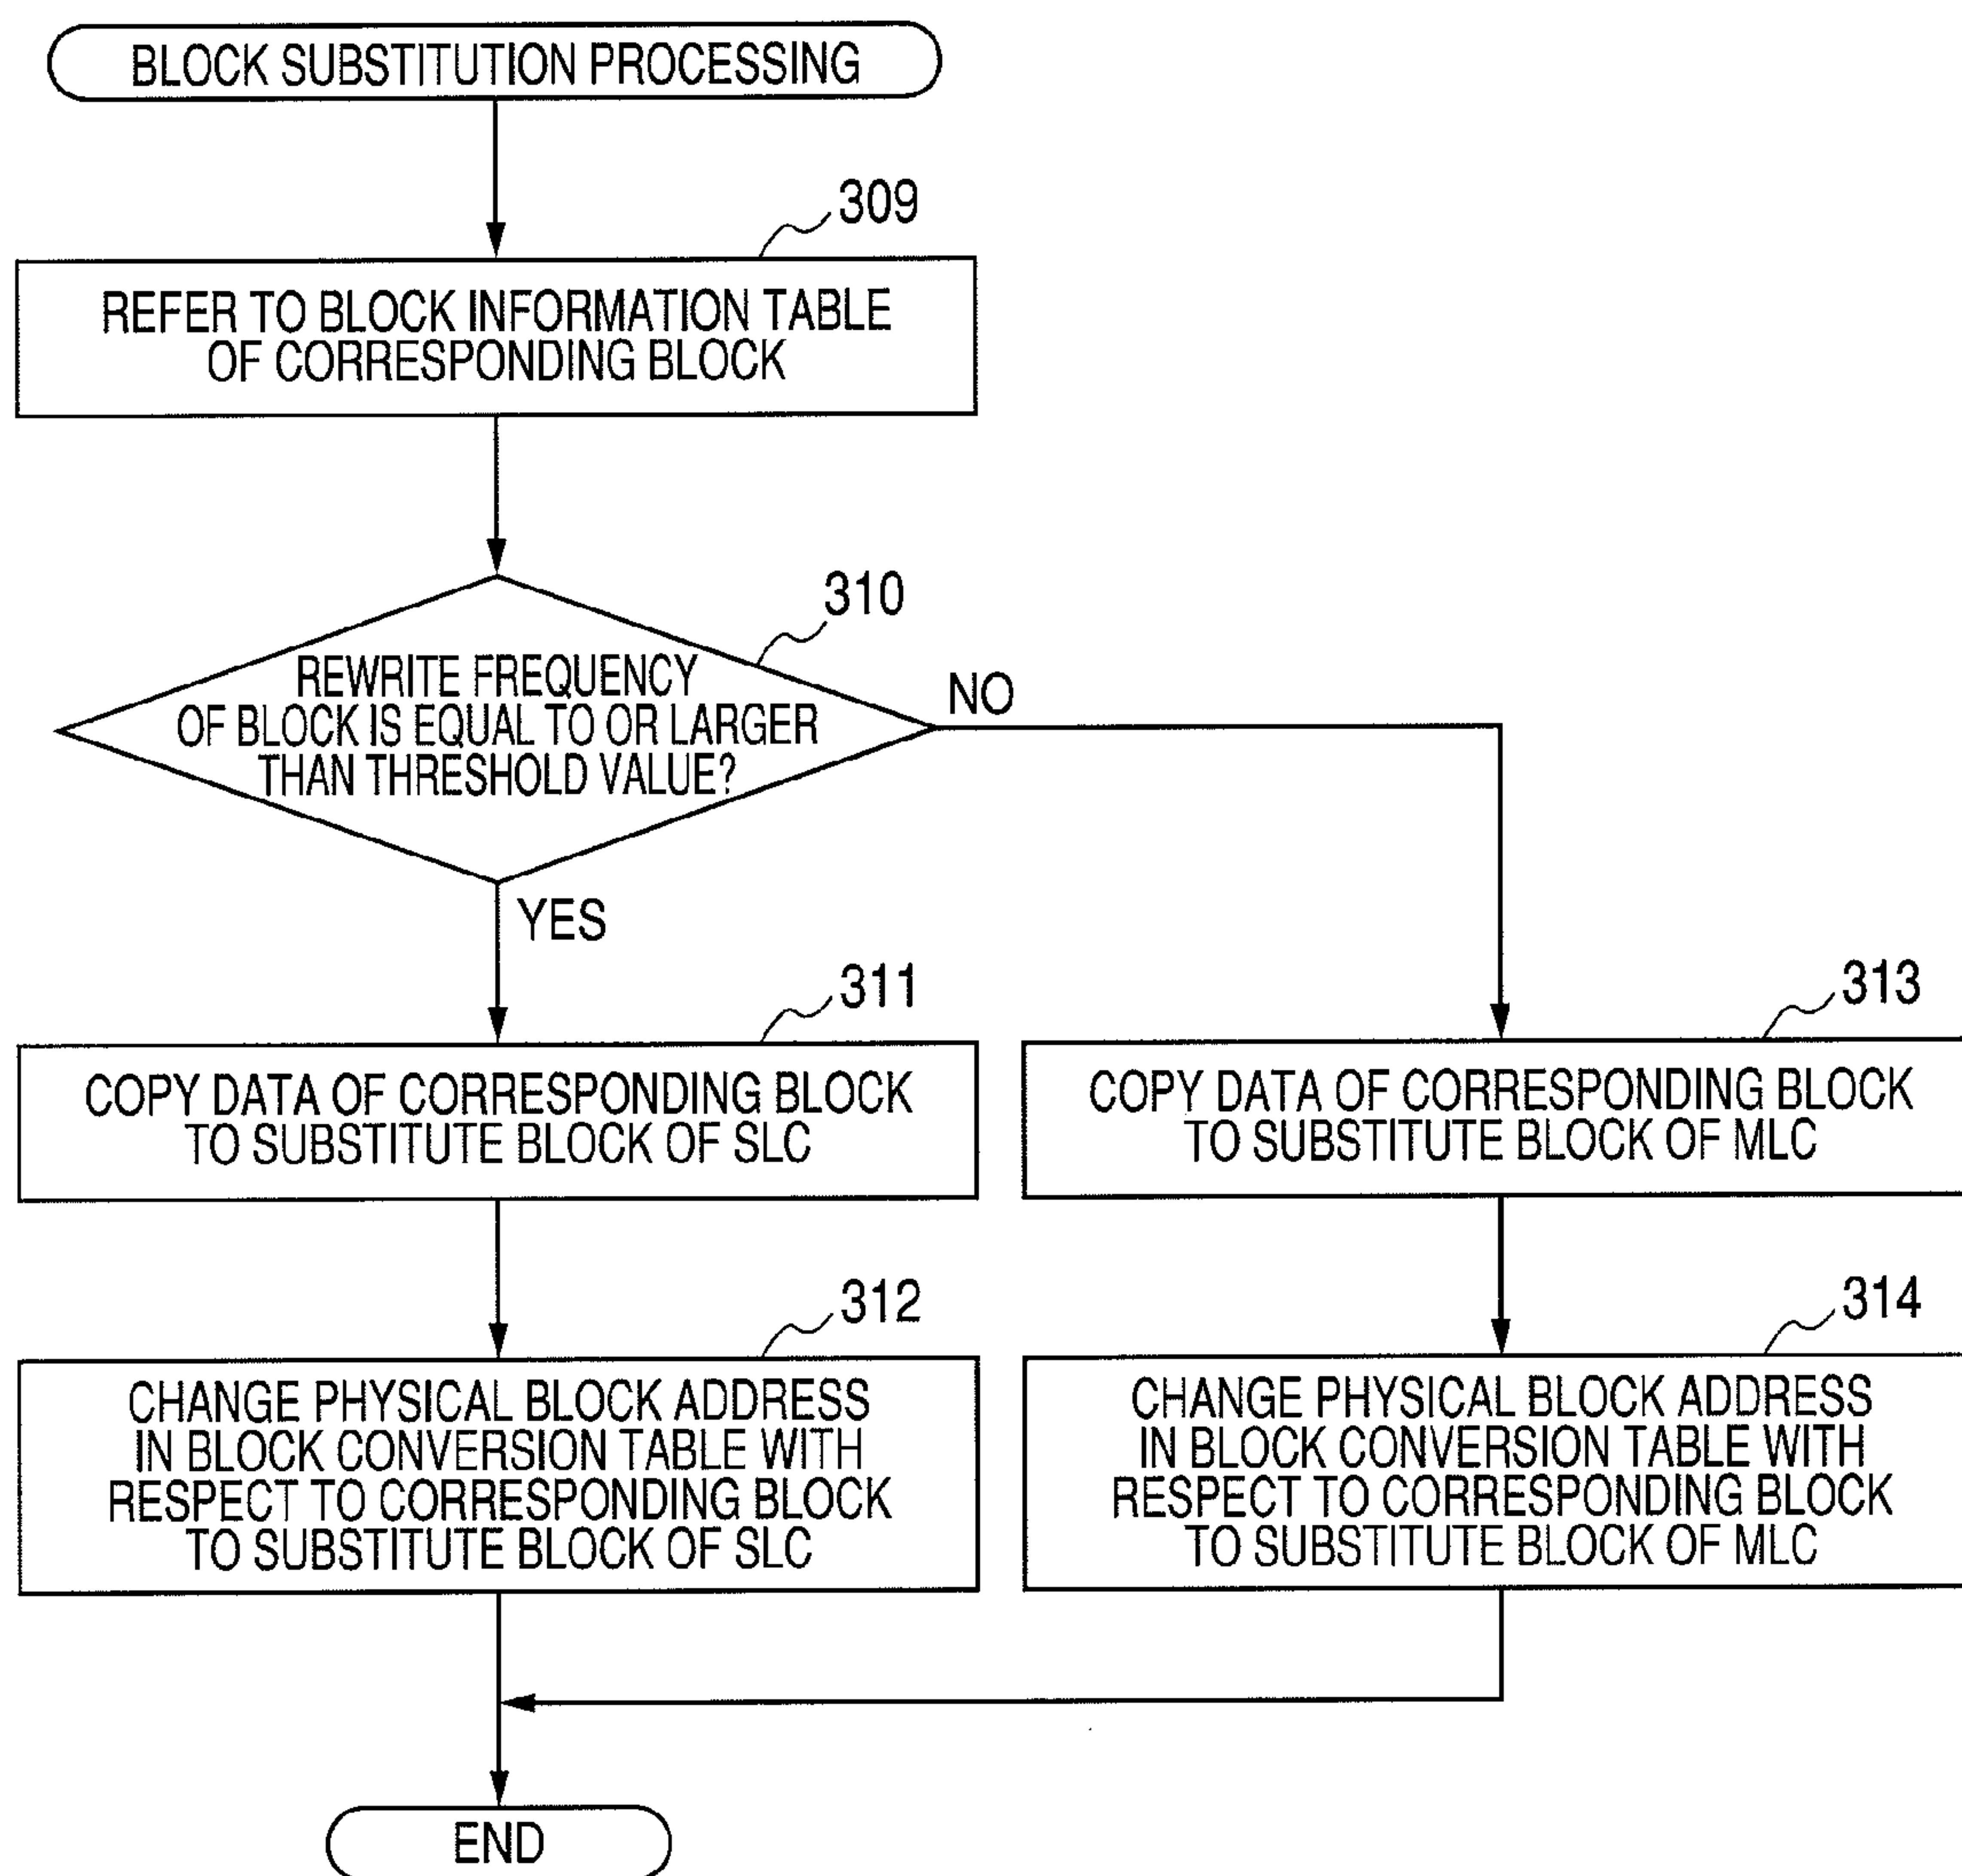 BLOCK SUBSTITUTION PROCESSING
309
REFER TO BLOCK INFORMATION TABLE
OF CORRESPONDING BLOCK
310
REWRITE FREQUENCY
OF BLOCK IS EQUAL TO OR LARGER
THAN THRESHOLD VALUE?
NO
YES
311
COPY DATA OF CORRESPONDING BLOCK
TO SUBSTITUTE BLOCK OF SLC
313
COPY DATA OF CORRESPONDING BLOCK
TO SUBSTITUTE BLOCK OF MLC
312
CHANGE PHYSICAL BLOCK ADDRESS
IN BLOCK CONVERSION TABLE WITH
RESPECT TO CORRESPONDING BLOCK
TO SUBSTITUTE BLOCK OF SLC
314
CHANGE PHYSICAL BLOCK ADDRESS
IN BLOCK CONVERSION TABLE WITH
RESPECT TO CORRESPONDING BLOCK
TO SUBSTITUTE BLOCK OF MLC
END